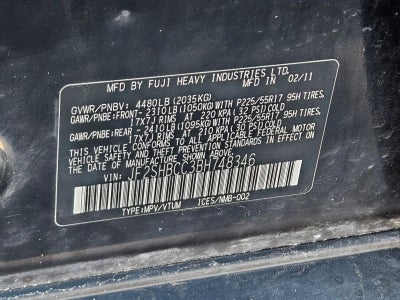 MFD BY FUJI HEAVY INDUSTRIES LTD.
MFD IN 02/11
GVWR/PNBV: 4480LB (2035KG)
GAWR/PNBE:FRONT-2310LB(1050KG)WITH P225/55R17 95H TIRES,
17X7J RIMS AT 220 KPA(32 PSI)COLD
GAWR/PNBE:REAR -2410LB(1095KG)WITH P225/55R17 95H TIRES,
17X7J RIMS AT 210 KPA(30 PSI)COLD
THIS VEHICLE CONFORMS TO ALL APPLICABLE FEDERAL MOTOR
VEHICLE SAFETY STANDARDS IN EFFECT ON
THE DATE OF MANUFACTURE SHOWN ABOVE.
VIN: JF2SHBCC3BH748346
TYPE:MPV/VTUM ICES/NMB-002